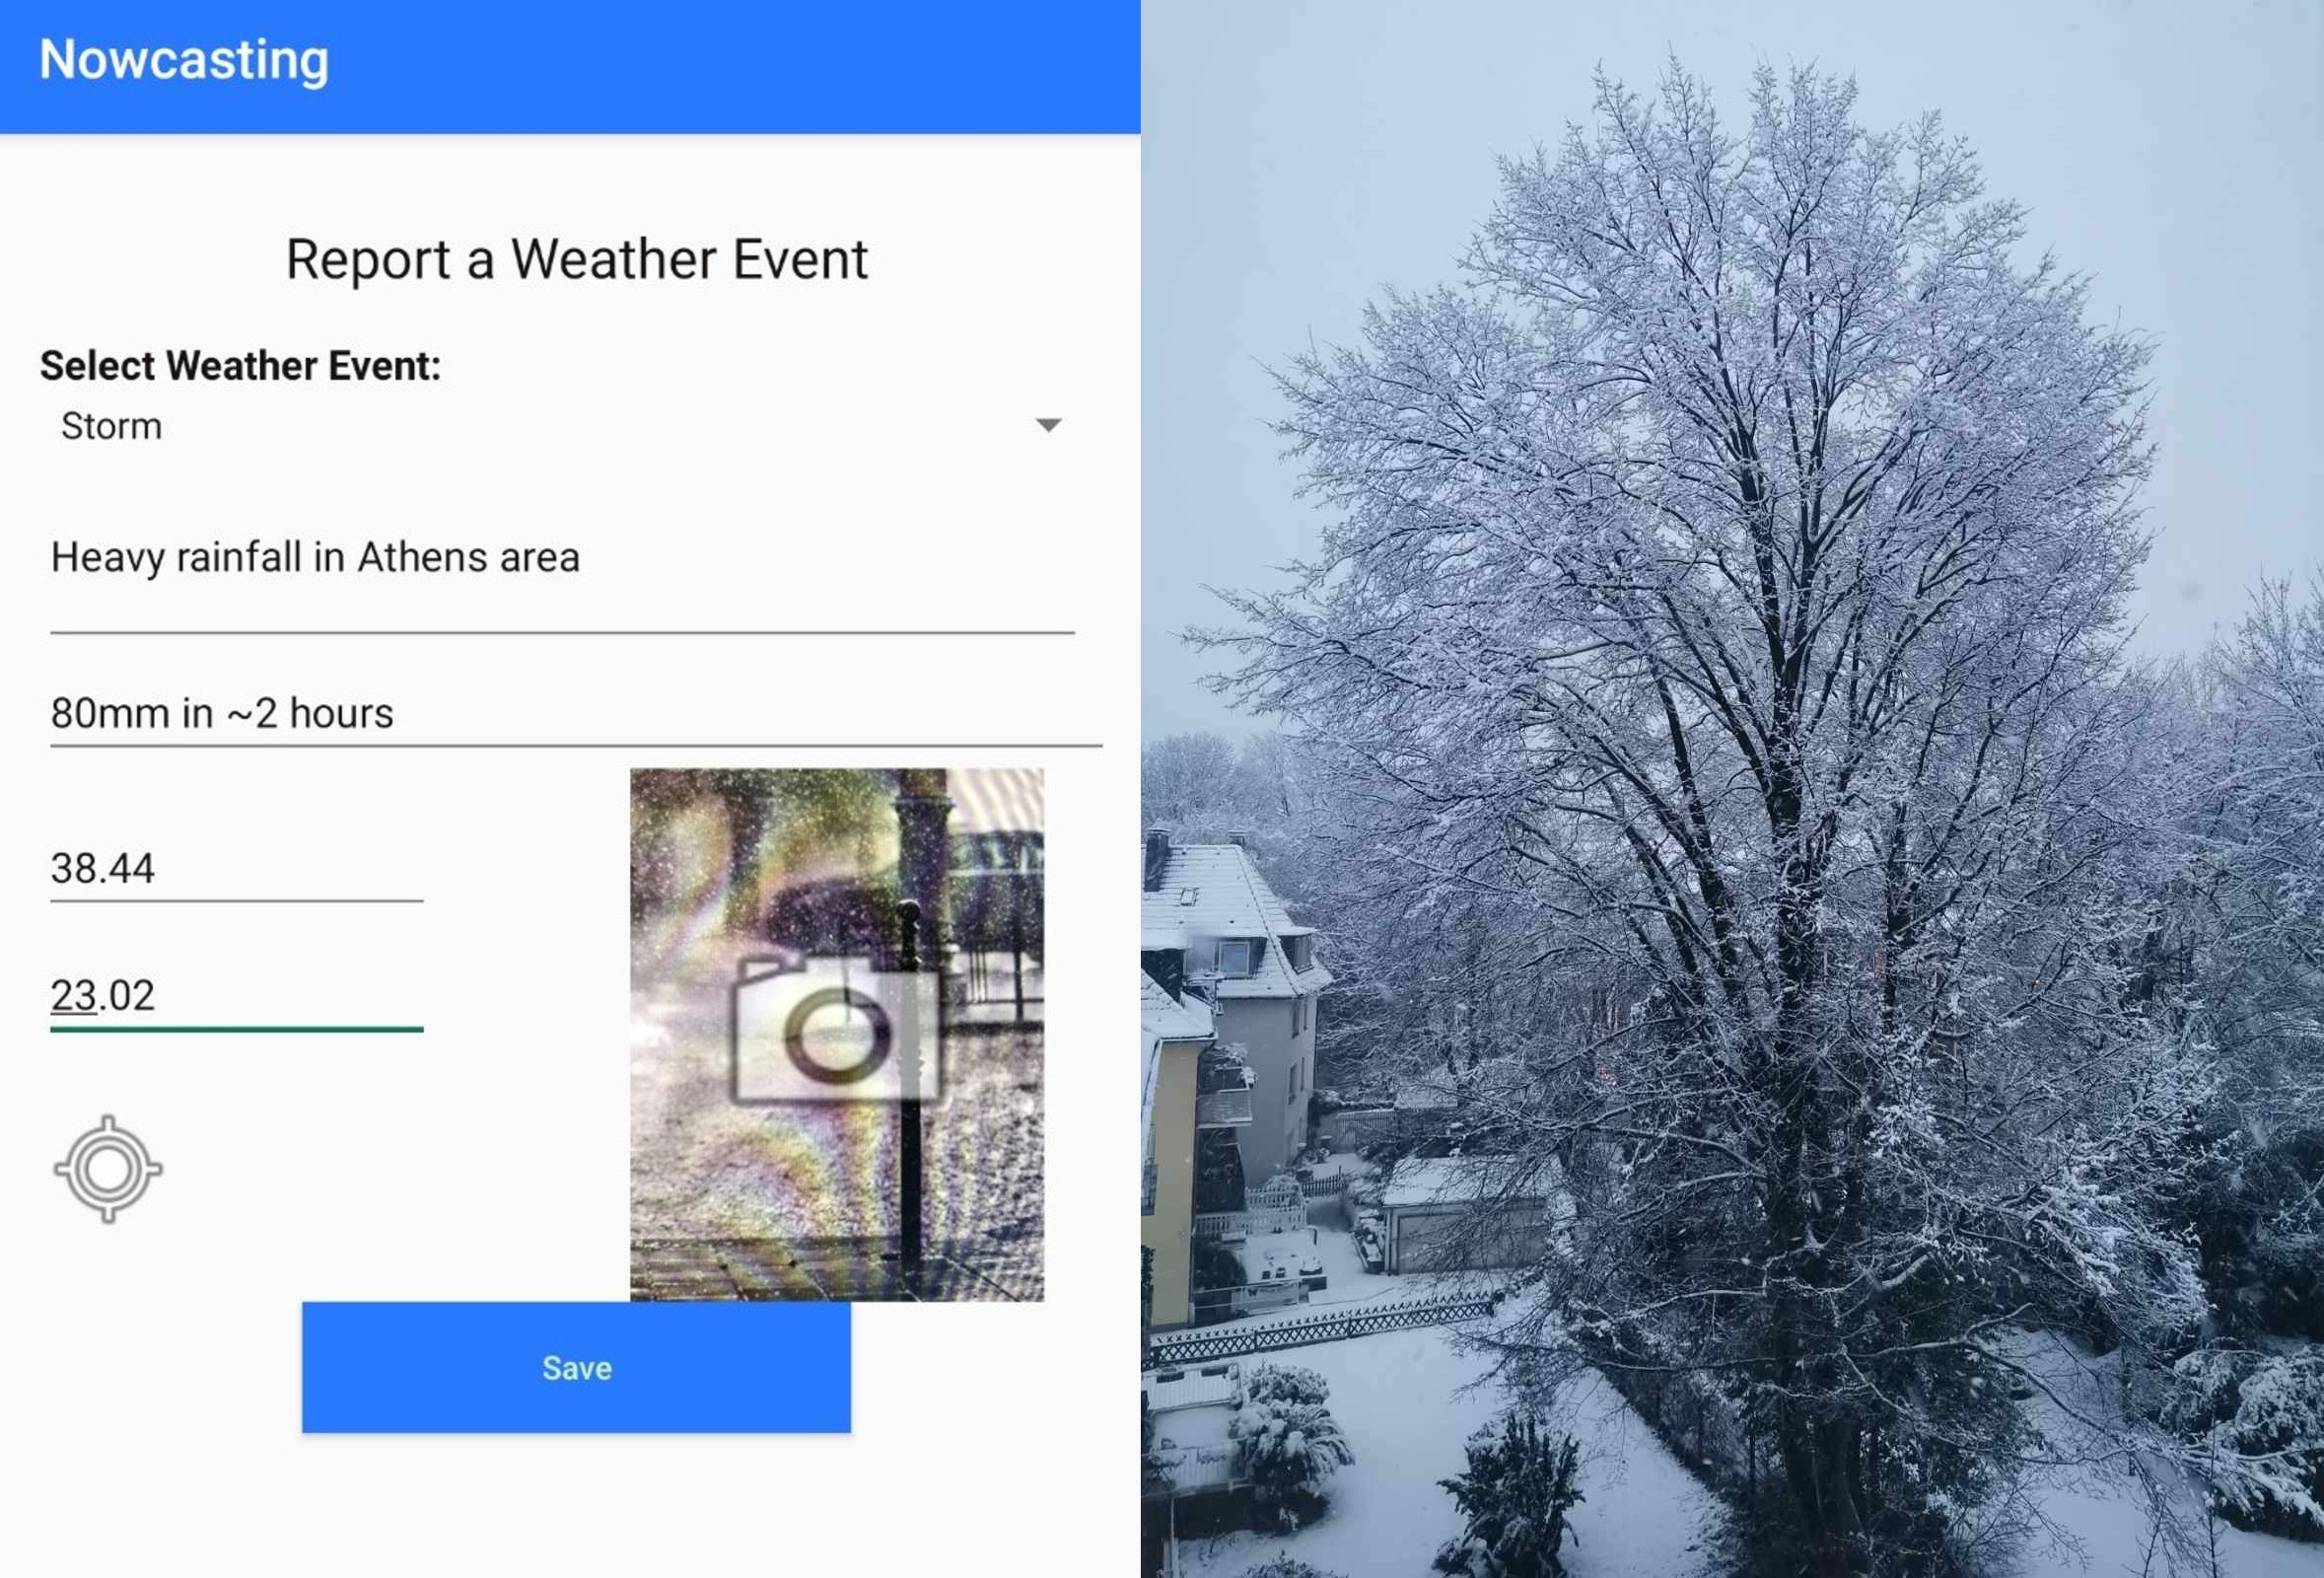 Nowcasting
Report a Weather Event
Select Weather Event:
Storm
Heavy rainfall in Athens area
80mm in ~2 hours
38.44
23.02
Save